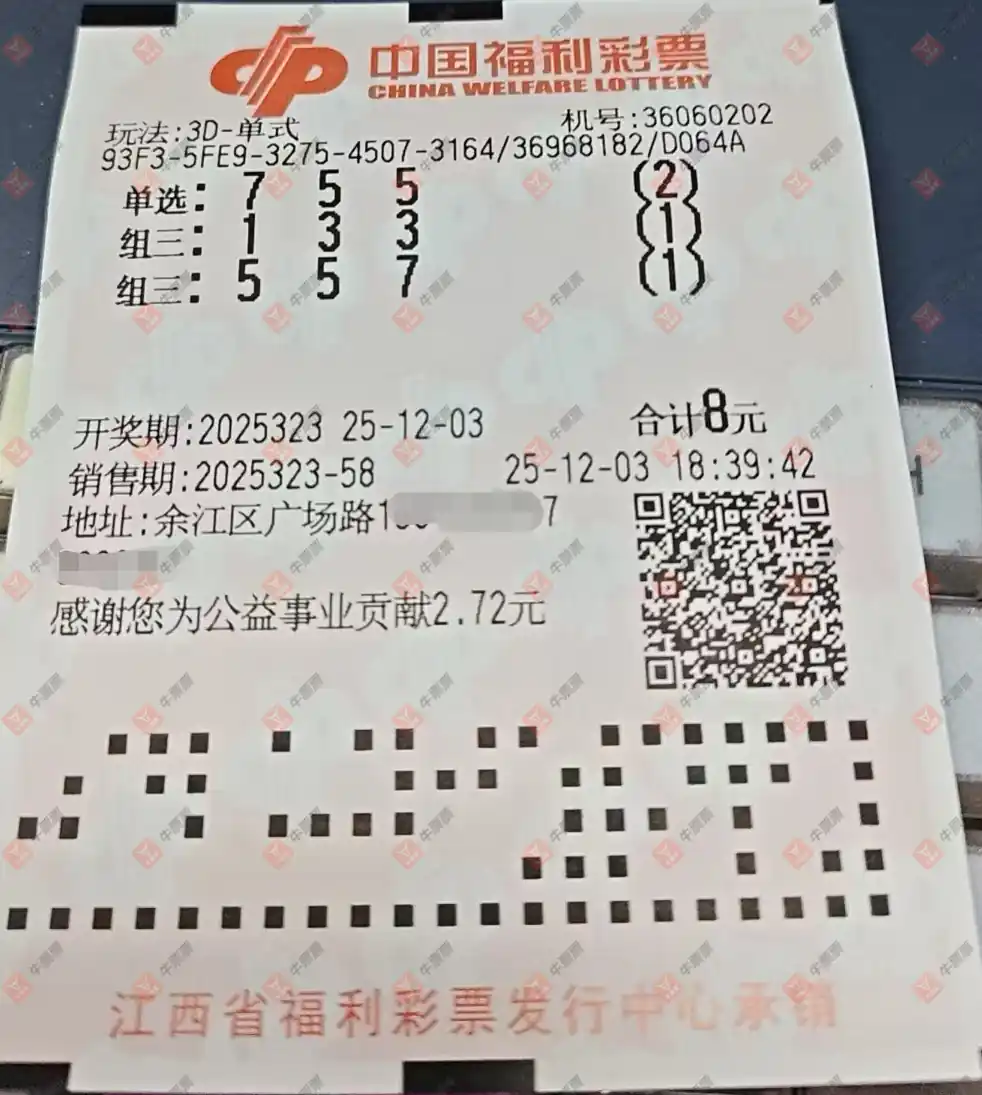 中国福利彩票
CHINA WELFARE LOTTERY
玩法:3D-单式 机号:36060202
93F3-5FE9-3275-4507-3164/36968182/D064A
单选: 7 5 5 (2)
组三: 1 3 3 (1)
组三: 5 5 7 (1)
开奖期:2025323 25-12-03 合计8元
销售期:2025323-58 25-12-03 18:39:42
地址:余江区广场路1 7
感谢您为公益事业贡献2.72元
江西省福利彩票发行中心承销
牛票票